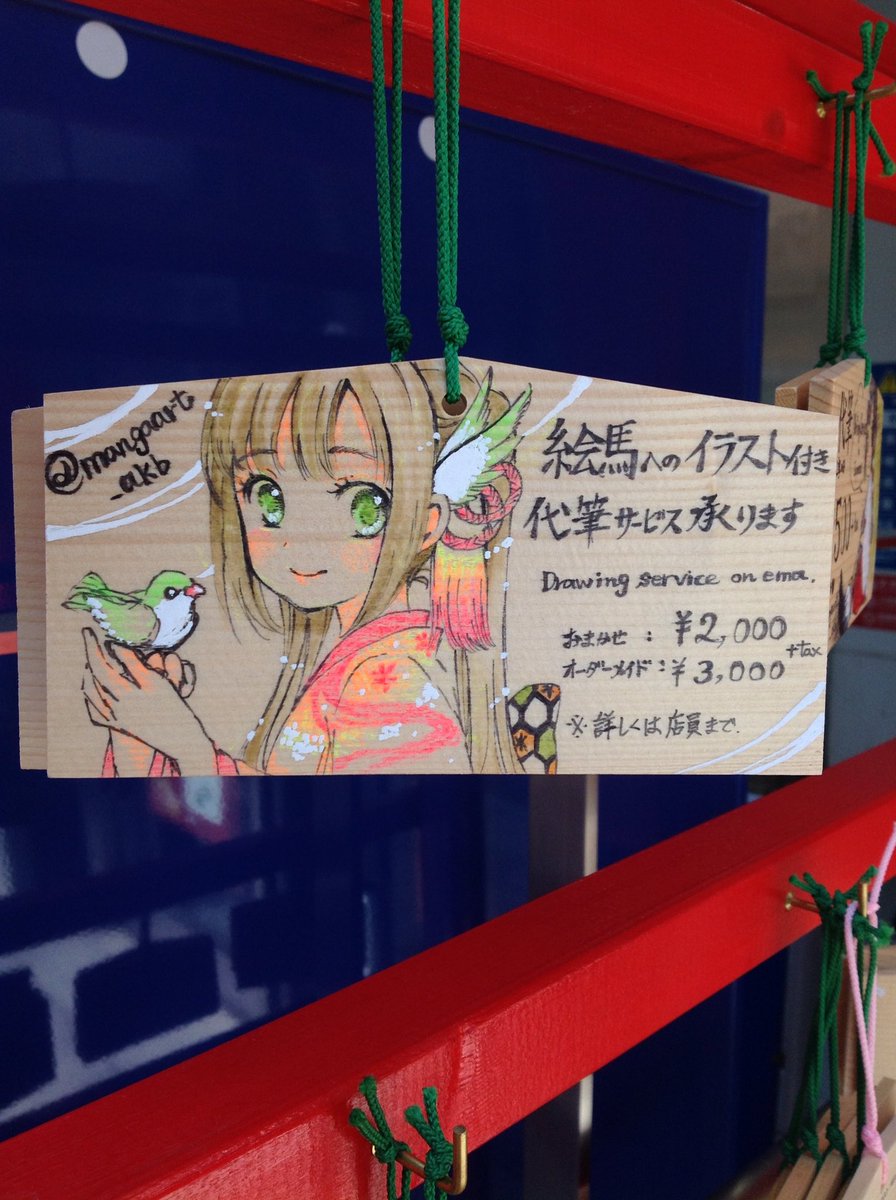 @mangaart
_akb
絵馬へのイラスト付き
代筆サービス承ります
Drawing service on ema.
おまかせ：¥2,000
オーダーメイド：¥3,000
+tax
※詳しくは店員まで.
500